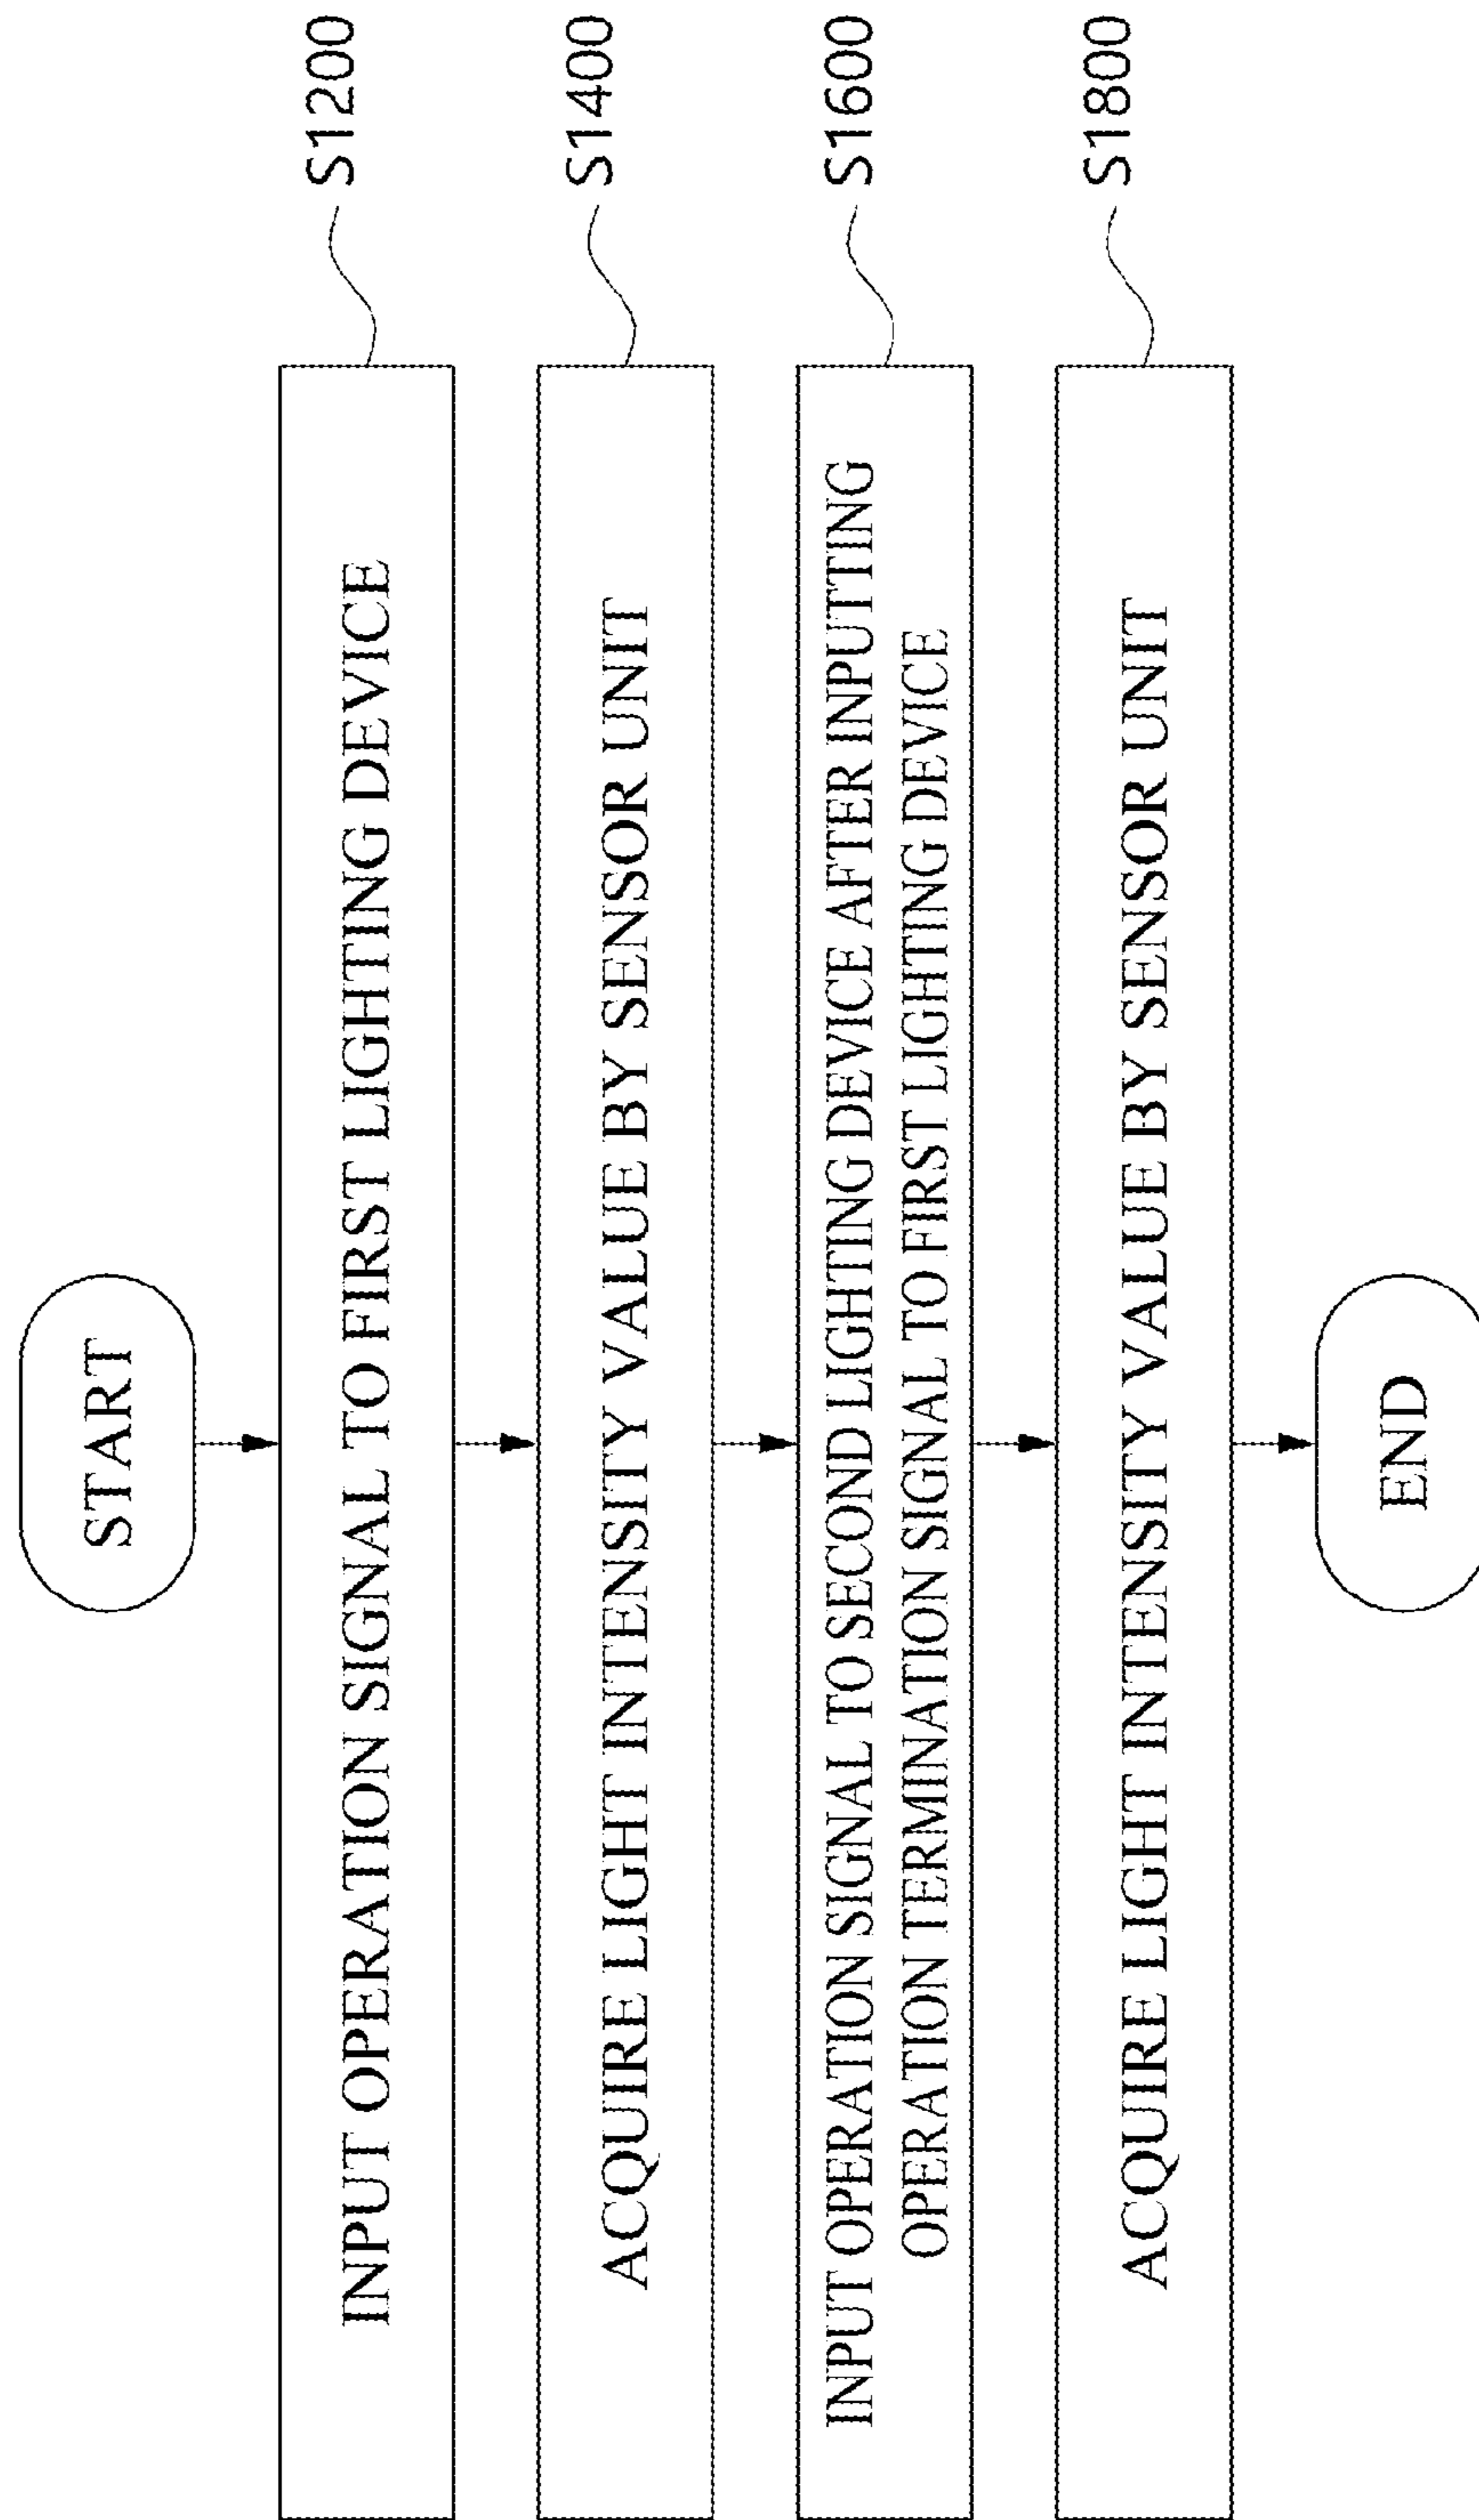 START
INPUT OPERATION SIGNAL TO FIRST LIGHTING DEVICE
S1200
ACQUIRE LIGHT INTENSITY VALUE BY SENSOR UNIT
S1400
INPUT OPERATION SIGNAL TO SECOND LIGHTING DEVICE AFTER INPUTTING
OPERATION TERMINATION SIGNAL TO FIRST LIGHTING DEVICE
S1600
ACQUIRE LIGHT INTENSITY VALUE BY SENSOR UNIT
S1800
END